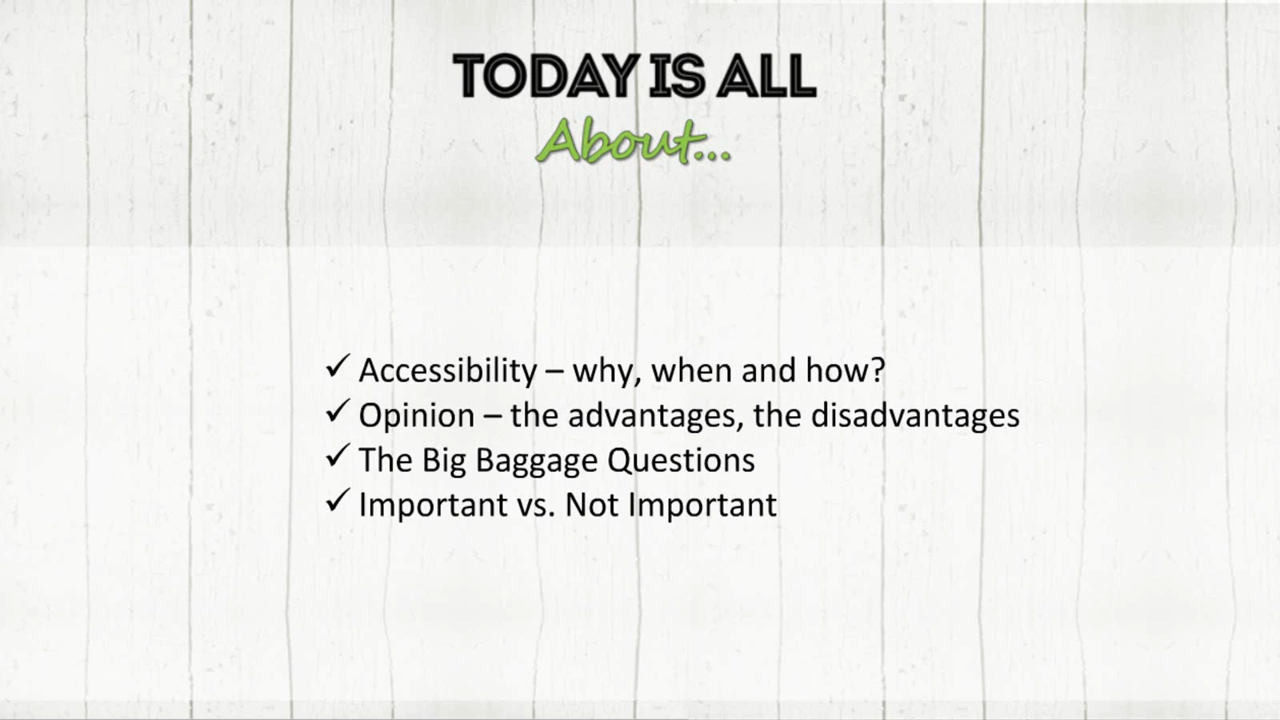 TODAY IS ALL
About...
✓ Accessibility – why, when and how?
✓ Opinion – the advantages, the disadvantages
✓ The Big Baggage Questions
✓ Important vs. Not Important